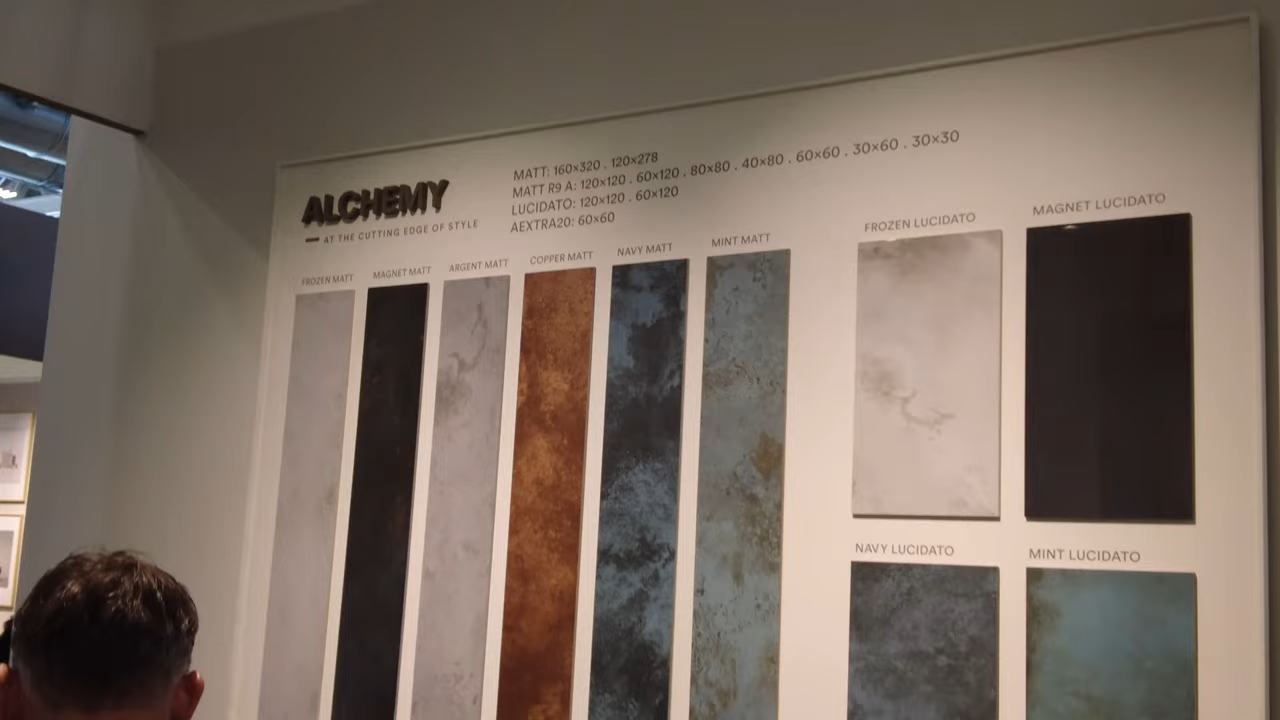 ALCHEMY
AT THE CUTTING EDGE OF STYLE
MATT: 160×320 . 120×278
MATT R9 A: 120×120 . 60×120 . 80×80 . 40×80 . 60×60 . 30×60 . 30×30
LUCIDATO: 120×120 . 60×120
AEXTRA20: 60×60
FROZEN MATT
MAGNET MATT
ARGENT MATT
COPPER MATT
NAVY MATT
MINT MATT
FROZEN LUCIDATO
MAGNET LUCIDATO
NAVY LUCIDATO
MINT LUCIDATO